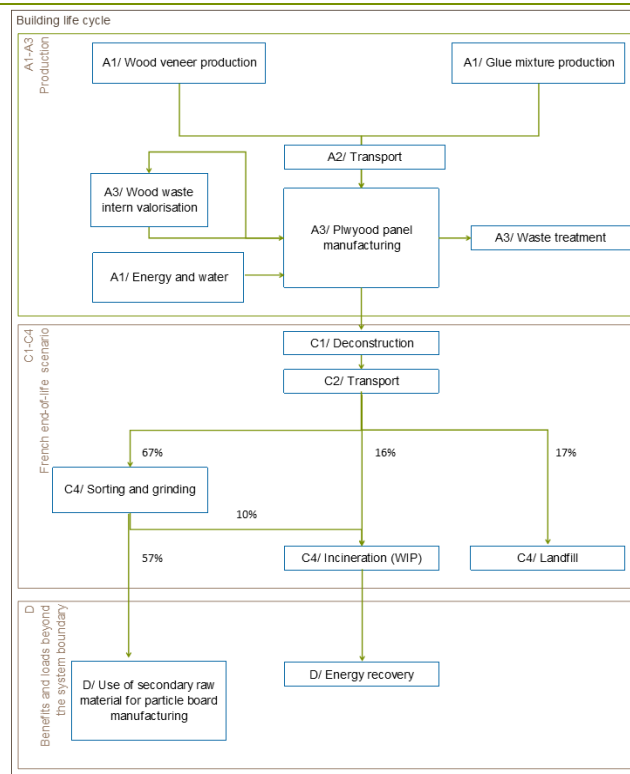 Building life cycle
A1-A3
Production
A1/ Wood veneer production
A1/ Glue mixture production
A2/ Transport
A3/ Wood waste
intern valorisation
A3/ Plwyood panel
manufacturing
A3/ Waste treatment
A1/ Energy and water
C1-C4
French end-of-life scenario
C1/ Deconstruction
C2/ Transport
67%
16%
17%
C4/ Sorting and grinding
10%
57%
C4/ Incineration (WIP)
C4/ Landfill
D
Benefits and loads beyond
the system boundary
D/ Use of secondary raw
material for particle board
manufacturing
D/ Energy recovery